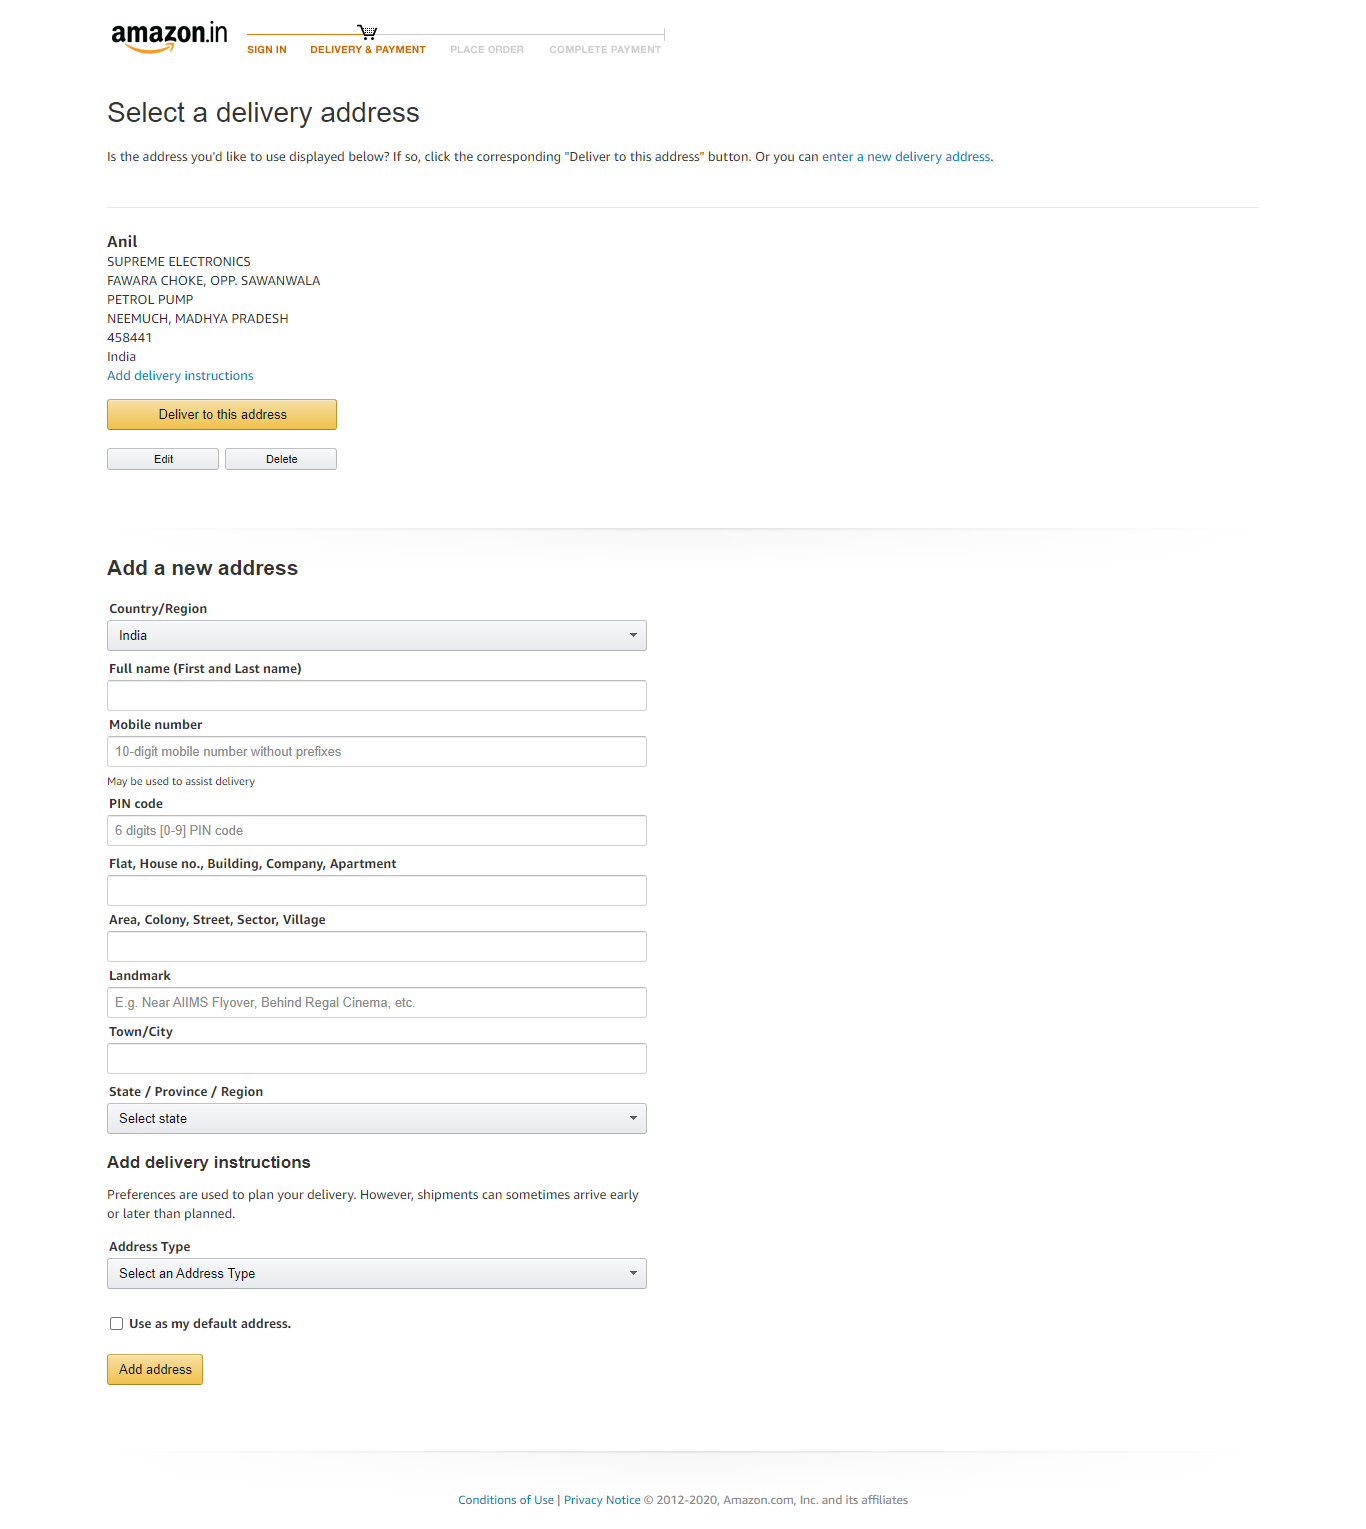 amazon.in
SIGN IN DELIVERY & PAYMENT PLACE ORDER COMPLETE PAYMENT
Select a delivery address
Is the address you'd like to use displayed below? If so, click the corresponding "Deliver to this address" button. Or you can enter a new delivery address.
Anil
SUPREME ELECTRONICS
FAWARA CHOKE, OPP. SAWANWALA
PETROL PUMP
NEEMUCH, MADHYA PRADESH
458441
India
Add delivery instructions
Deliver to this address
Edit Delete
Add a new address
Country/Region
India
Full name (First and Last name)
Mobile number
10-digit mobile number without prefixes
May be used to assist delivery
PIN code
6 digits [0-9] PIN code
Flat, House no., Building, Company, Apartment
Area, Colony, Street, Sector, Village
Landmark
E.g. Near AIIMS Flyover, Behind Regal Cinema, etc.
Town/City
State / Province / Region
Select state
Add delivery instructions
Preferences are used to plan your delivery. However, shipments can sometimes arrive early
or later than planned.
Address Type
Select an Address Type
Use as my default address.
Add address
Conditions of Use | Privacy Notice © 2012-2020, Amazon.com, Inc. and its affiliates